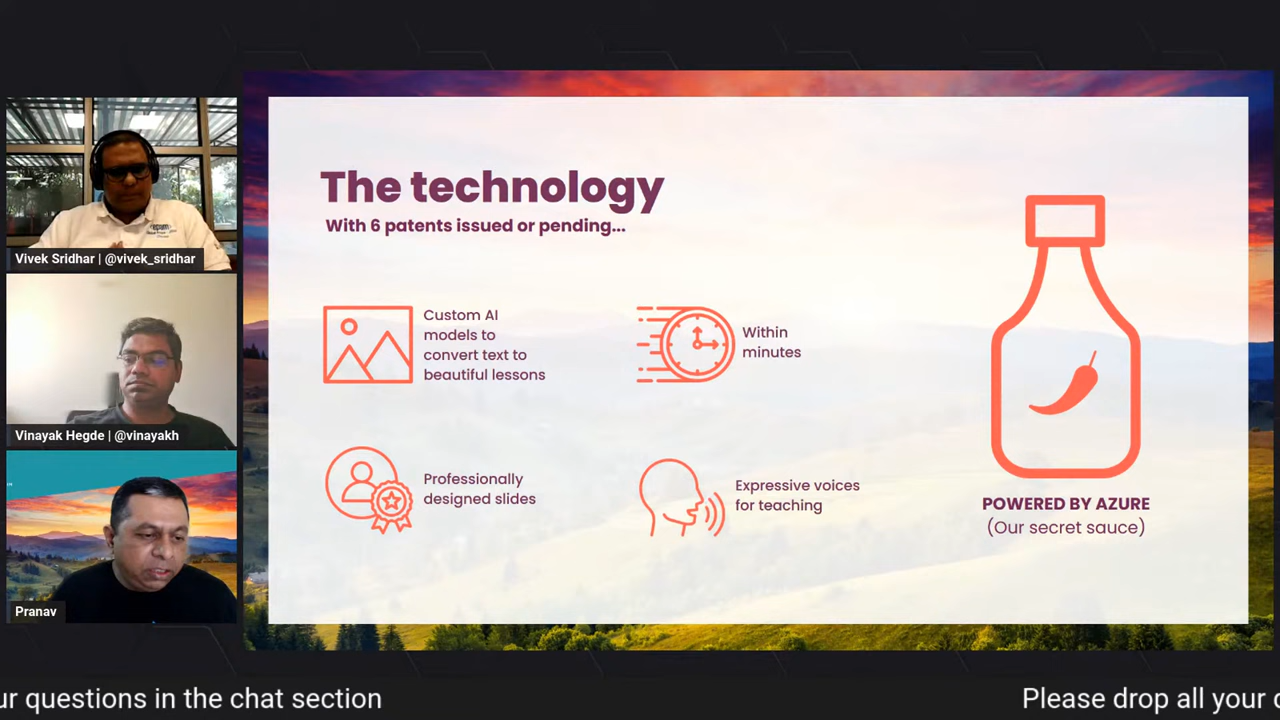 The technology
With 6 patents issued or pending...
Custom AI
models to
convert text to
beautiful lessons
Within
minutes
Professionally
designed slides
Expressive voices
for teaching
POWERED BY AZURE
(Our secret sauce)
Vivek Sridhar | @vivek_sridhar
Vinayak Hegde | @vinayakh
Pranav
ur questions in the chat section
Please drop all your